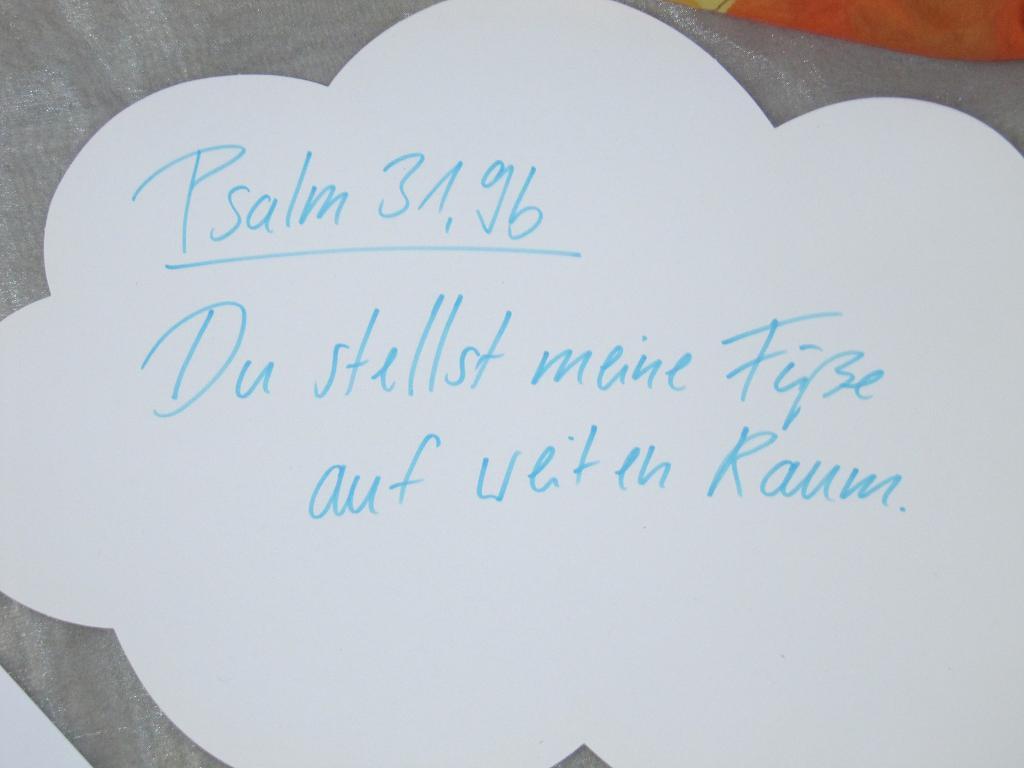 Psalm 31,9b
Du stellst meine Füße
auf weiten Raum.